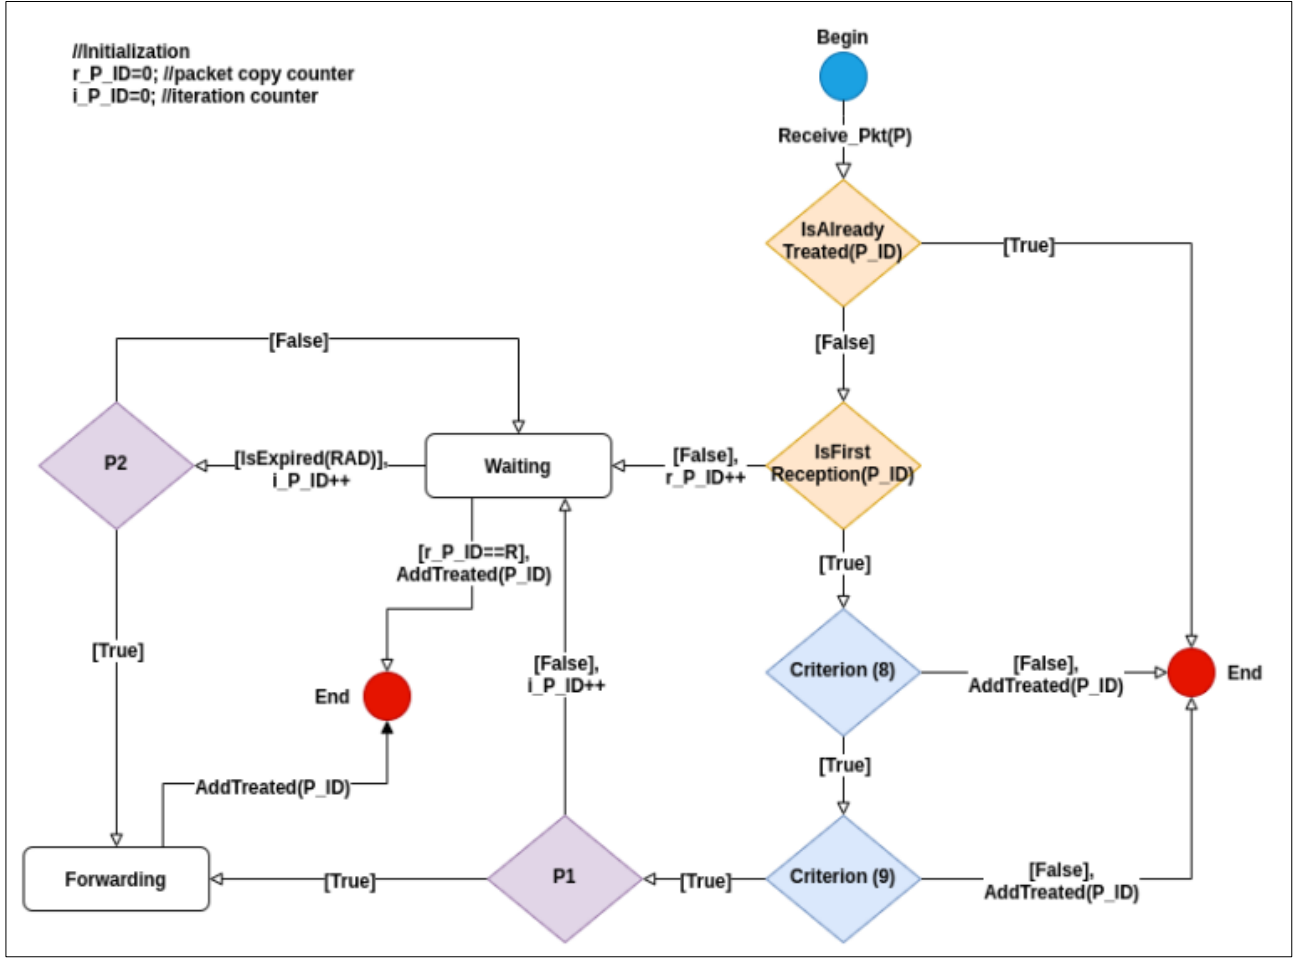 //Initialization
r_P_ID=0; //packet copy counter
i_P_ID=0; //iteration counter
Begin
Receive_Pkt(P)
IsAlready
Treated(P_ID)
[True]
[False]
[False]
P2
[IsExpired(RAD)],
i_P_ID++
Waiting
[False],
r_P_ID++
IsFirst
Reception(P_ID)
[r_P_ID==R],
AddTreated(P_ID)
[True]
[True]
[False],
i_P_ID++
Criterion (8)
[False],
AddTreated(P_ID)
End
End
[True]
AddTreated(P_ID)
Forwarding
[True]
P1
[True]
Criterion (9)
[False],
AddTreated(P_ID)